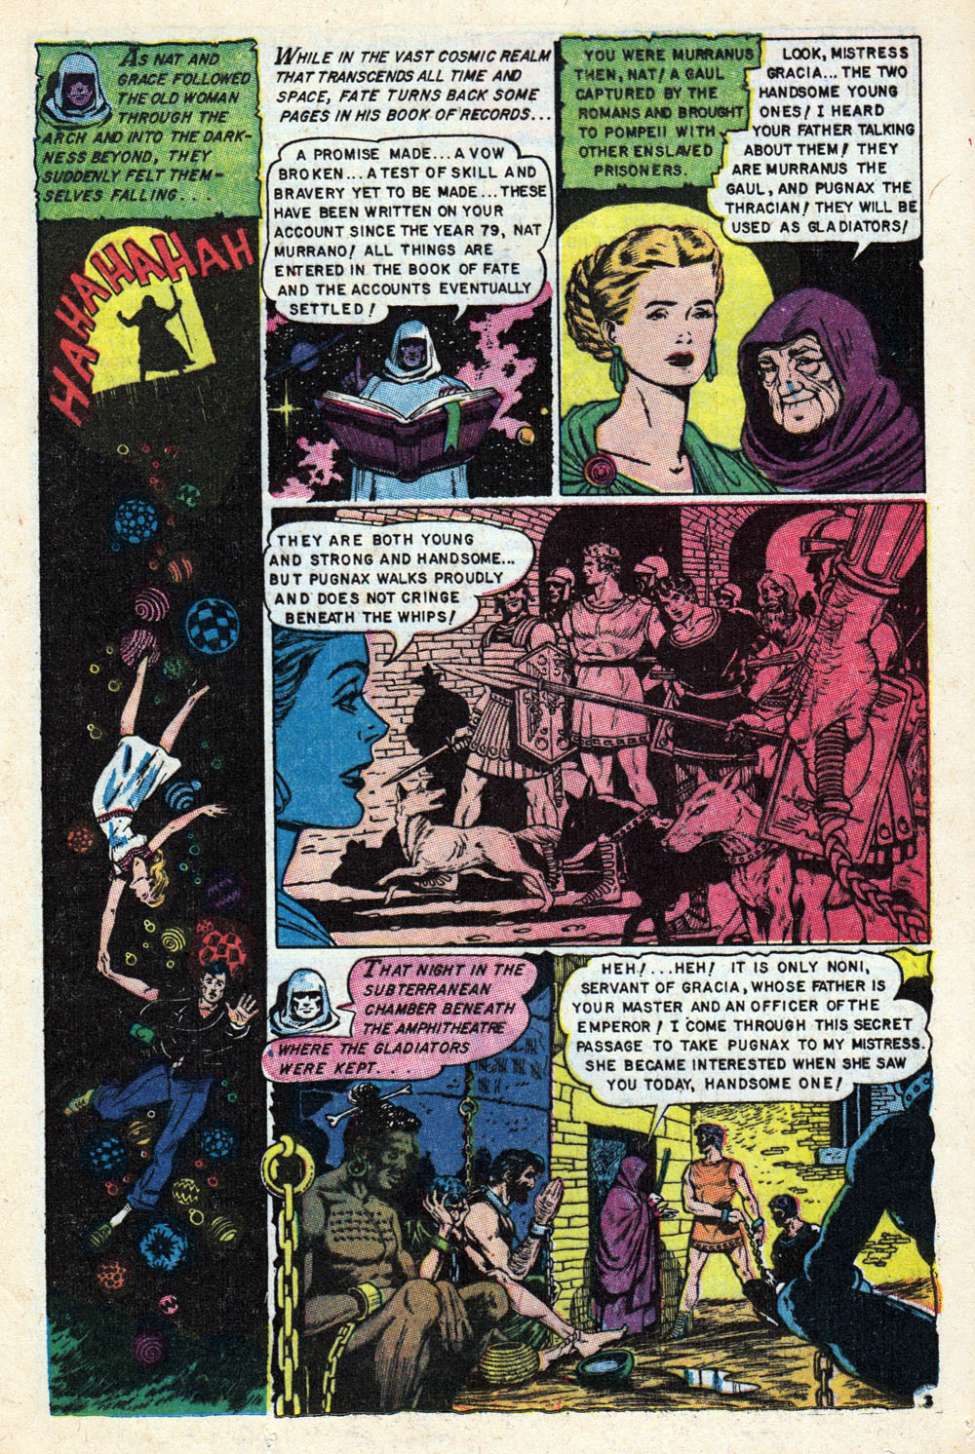 AS NAT AND
GRACE FOLLOWED
THE OLD WOMAN
THROUGH THE
ARCH AND INTO THE DARK-
NESS BEYOND, THEY
SUDDENLY FELT THEM-
SELVES FALLING...
HAHAHAHAHAH
WHILE IN THE VAST COSMIC REALM
THAT TRANSCENDS ALL TIME AND
SPACE, FATE TURNS BACK SOME
PAGES IN HIS BOOK OF RECORDS...
A PROMISE MADE... A VOW
BROKEN... A TEST OF SKILL AND
BRAVERY YET TO BE MADE... THESE
HAVE BEEN WRITTEN ON YOUR
ACCOUNT SINCE THE YEAR 79, NAT
MURRANO! ALL THINGS ARE
ENTERED IN THE BOOK OF FATE
AND THE ACCOUNTS EVENTUALLY
SETTLED!
YOU WERE MURRANUS
THEN, NAT! A GAUL
CAPTURED BY THE
ROMANS AND BROUGHT
TO POMPEII WITH
OTHER ENSLAVED
PRISONERS.
LOOK, MISTRESS
GRACIA... THE TWO
HANDSOME YOUNG
ONES! I HEARD
YOUR FATHER TALKING
ABOUT THEM! THEY
ARE MURRANUS THE
GAUL, AND PUGNAX THE
THRACIAN! THEY WILL BE
USED AS GLADIATORS!
THEY ARE BOTH YOUNG
AND STRONG AND HANDSOME...
BUT PUGNAX WALKS PROUDLY
AND DOES NOT CRINGE
BENEATH THE WHIPS!
THAT NIGHT IN THE
SUBTERRANEAN
CHAMBER BENEATH
THE AMPHITHEATRE
WHERE THE GLADIATORS
WERE KEPT...
HEH!...HEH! IT IS ONLY NONI,
SERVANT OF GRACIA, WHOSE FATHER IS
YOUR MASTER AND AN OFFICER OF THE
EMPEROR! I COME THROUGH THIS SECRET
PASSAGE TO TAKE PUGNAX TO MY MISTRESS.
SHE BECAME INTERESTED WHEN SHE SAW
YOU TODAY, HANDSOME ONE!
3